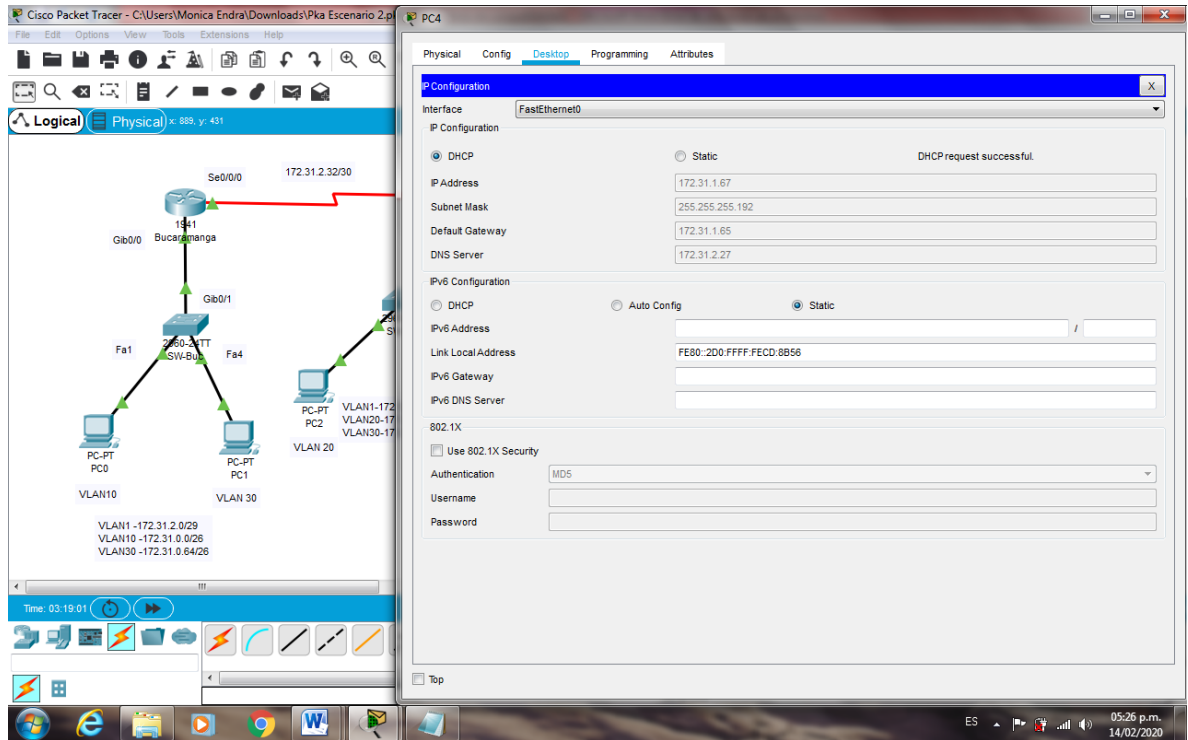 Cisco Packet Tracer - C:\Users\Monica Endra\Downloads\Pka Escenario 2.pk
File Edit Options View Tools Extensions Help
Logical Physical x: 889, y: 431
Se0/0/0
172.31.2.32/30
1941
Bucaramanga
Gib0/0
Gib0/1
2960-24TT
SW-Buc
Fa1
Fa4
PC-PT
PC0
VLAN10
PC-PT
PC1
VLAN 30
PC-PT
PC2
VLAN 20
VLAN1-172
VLAN20-17
VLAN30-17
VLAN1 -172.31.2.0/29
VLAN10 -172.31.0.0/26
VLAN30 -172.31.0.64/26
Time: 03:19:01
PC4
Physical Config Desktop Programming Attributes
IP Configuration X
Interface FastEthernet0
IP Configuration
DHCP Static DHCP request successful.
IP Address 172.31.1.67
Subnet Mask 255.255.255.192
Default Gateway 172.31.1.65
DNS Server 172.31.2.27
IPv6 Configuration
DHCP Auto Config Static
IPv6 Address /
Link Local Address FE80::2D0:FFFF:FECD:8B56
IPv6 Gateway
IPv6 DNS Server
802.1X
Use 802.1X Security
Authentication MD5
Username
Password
Top
ES 05:26 p.m.
14/02/2020